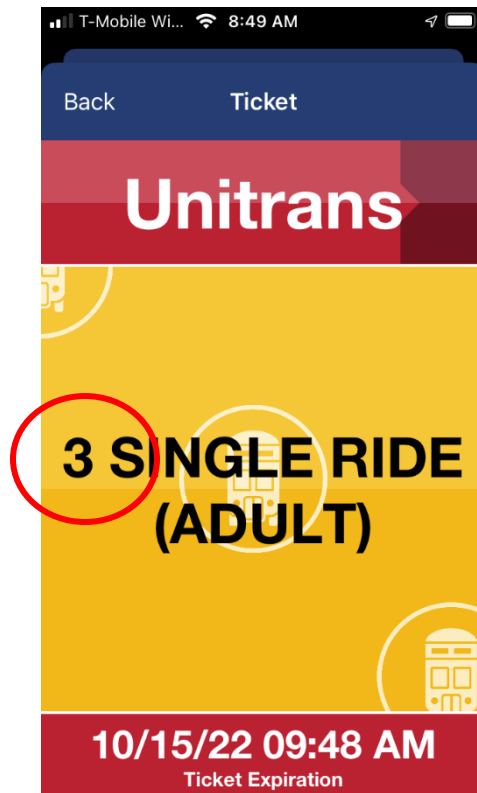 T-Mobile Wi... 8:49 AM
Back Ticket
Unitrans
3 SINGLE RIDE
(ADULT)
10/15/22 09:48 AM
Ticket Expiration